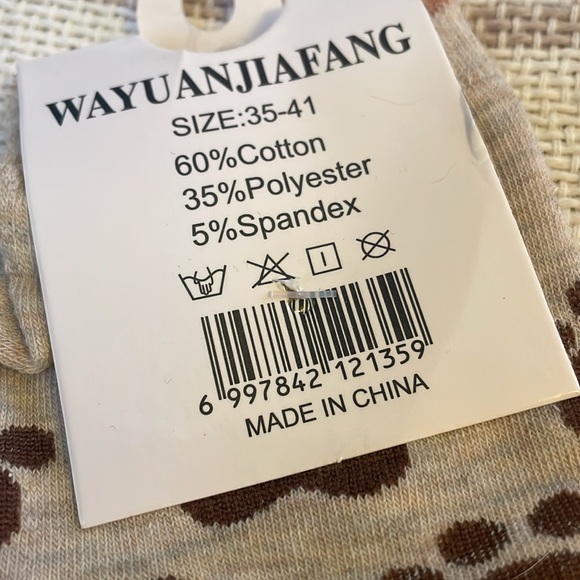 WAYUANJIAFANG
SIZE:35-41
60%Cotton
35%Polyester
5%Spandex
6 997842 121359
MADE IN CHINA